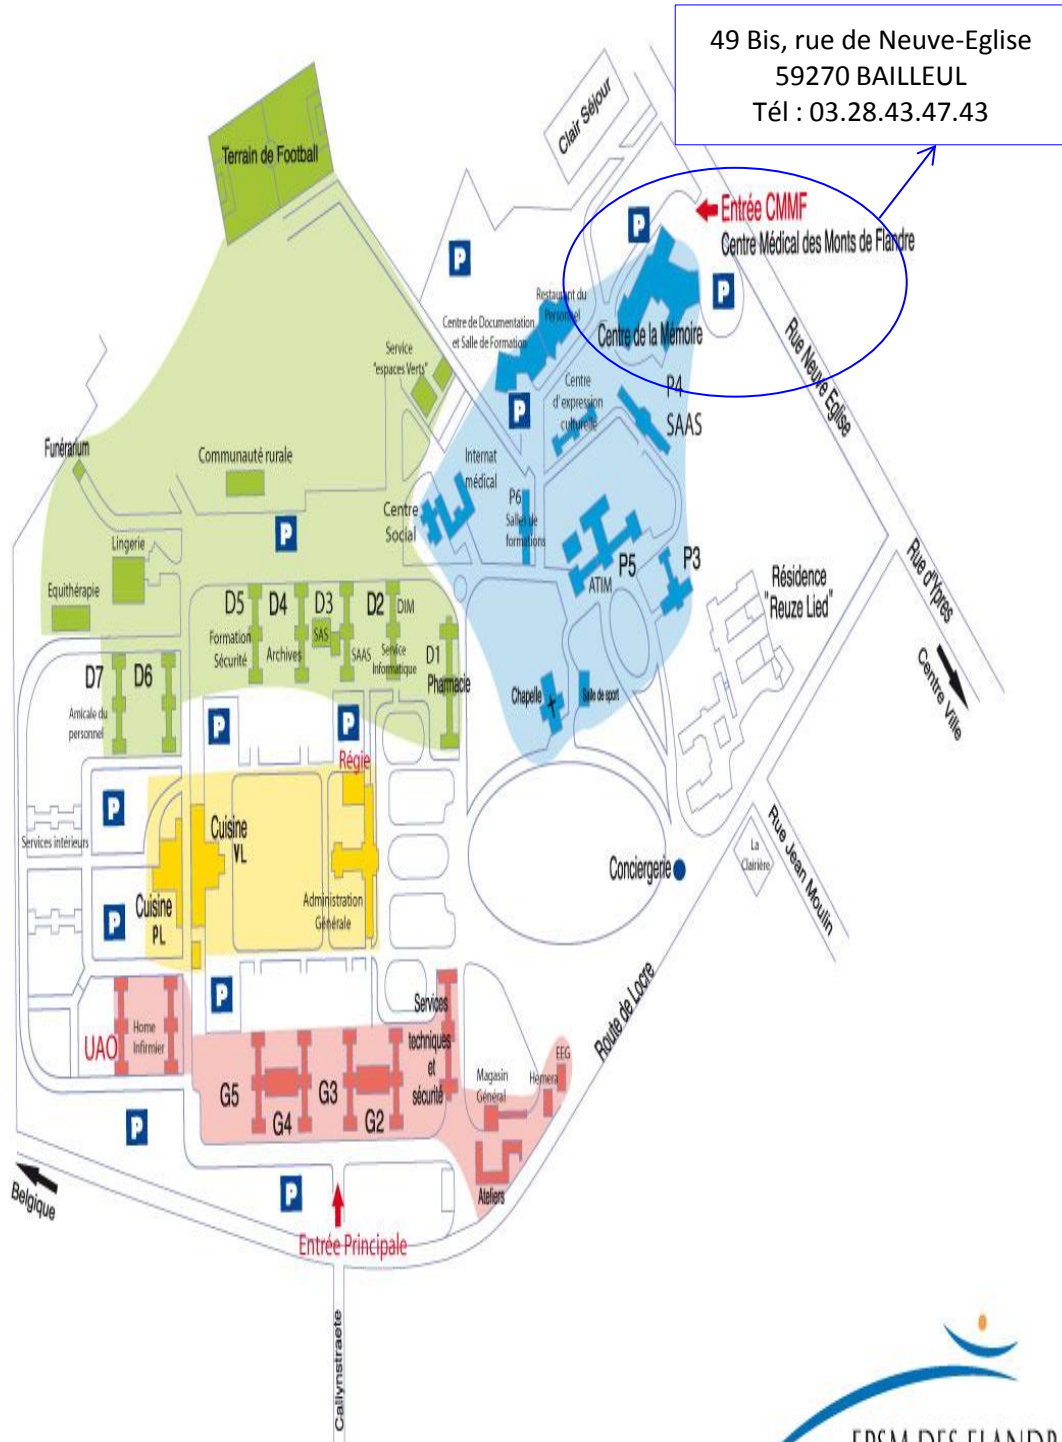 49 Bis, rue de Neuve-Eglise
59270 BAILLEUL
Tél : 03.28.43.47.43
Clair Séjour
Terrain de Football
P
Entrée CMMF
Centre Médical des Monts de Flandre
P
P
Restaurant du
Personnel
Centre de Documentation
et Salle de Formation
Centre de la Mémoire
Rue Neuve Eglise
Service
"espaces Verts"
P
Centre
d'expression
culturelle
P4
SAAS
Funérarium
Communauté rurale
Internat
médical
Centre
Social
P6
Salles de
formations
P
Lingerie
Equithérapie
ATIM
P5
P3
Résidence
"Reuze Lied"
Rue d'Ypres
Centre Ville
D5
Formation
Sécurité
D4
Archives
D3
SAS
SAAS
D2
DIM
Service
Informatique
D1
Pharmacie
D7
D6
Amicale du
personnel
Chapelle
Salle de sport
P
P
Régie
P
Services intérieurs
Cuisine
VL
Cuisine
PL
P
Administration
Générale
Conciergerie
La
Clairière
Rue Jean Moulin
P
UAO
Home
Infirmier
Services
techniques
et
sécurité
Route de Locre
G5
G4
G3
G2
Magasin
Général
Hemera
EEG
Ateliers
P
P
Belgique
Entrée Principale
Callynstraete
EPSM DES FLANDR